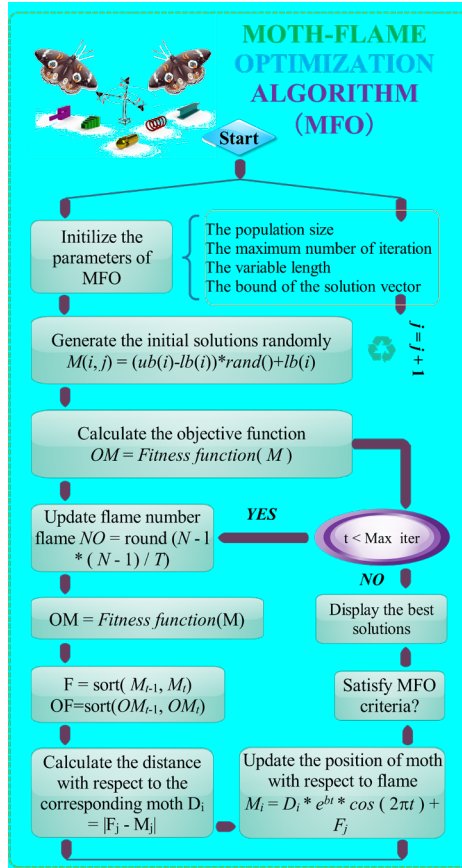 MOTH-FLAME
OPTIMIZATION
ALGORITHM
(MFO)
Start
Initilize the
parameters of
MFO
The population size
The maximum number of iteration
The variable length
The bound of the solution vector
Generate the initial solutions randomly
M(i, j) = (ub(i)-lb(i))*rand()+lb(i)
j = j + 1
Calculate the objective function
OM = Fitness function( M )
Update flame number
flame NO = round (N - 1
* ( N - 1) / T)
YES
t < Max iter
NO
OM = Fitness function(M)
Display the best
solutions
F = sort( Mt-1, Mt)
OF=sort(OMt-1, OMt)
Satisfy MFO
criteria?
Calculate the distance
with respect to the
corresponding moth Di
= |Fj - Mj|
Update the position of moth
with respect to flame
Mi = Di * ebt * cos ( 2πt ) +
Fj